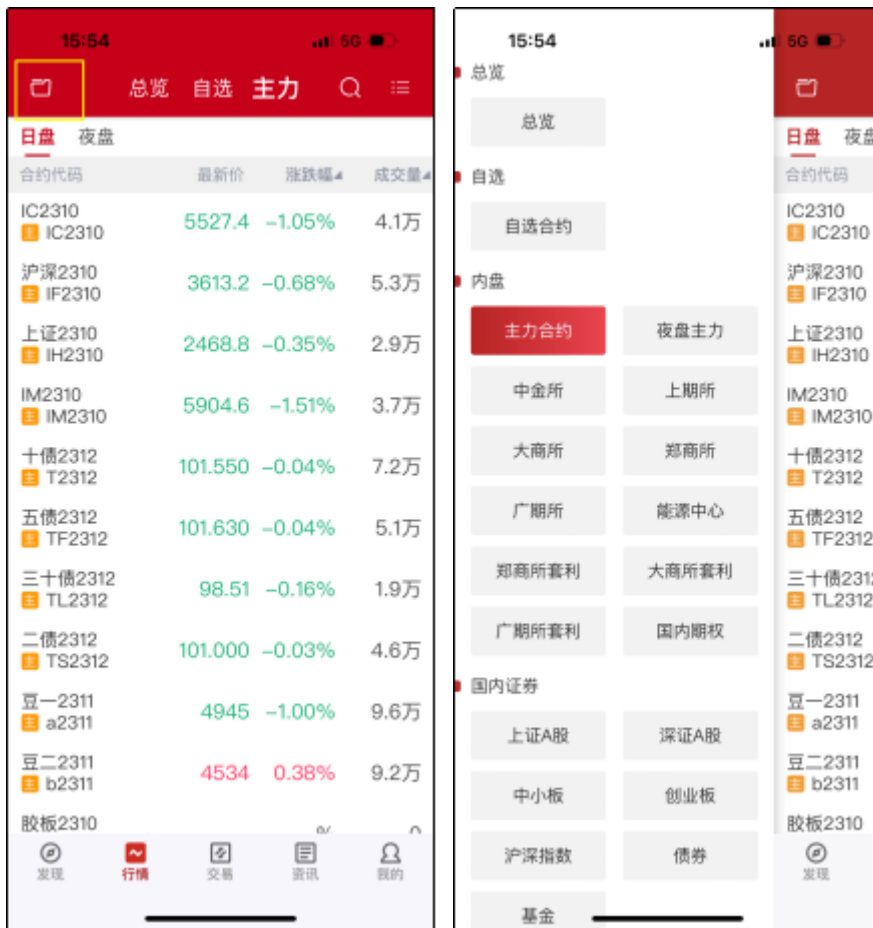 15:54
5G
总览 自选 主力
日盘 夜盘
合约代码 最新价 涨跌幅 成交量
IC2310
主 IC2310 5527.4 -1.05% 4.1万
沪深2310
主 IF2310 3613.2 -0.68% 5.3万
上证2310
主 IH2310 2468.8 -0.35% 2.9万
IM2310
主 IM2310 5904.6 -1.51% 3.7万
十债2312
主 T2312 101.550 -0.04% 7.2万
五债2312
主 TF2312 101.630 -0.04% 5.1万
三十债2312
主 TL2312 98.51 -0.16% 1.9万
二债2312
主 TS2312 101.000 -0.03% 4.6万
豆一2311
主 a2311 4945 -1.00% 9.6万
豆二2311
主 b2311 4534 0.38% 9.2万
胶板2310
发现 行情 交易 资讯 我的
15:54
5G
总览
总览
自选
自选合约
内盘
主力合约 夜盘主力
中金所 上期所
大商所 郑商所
广期所 能源中心
郑商所套利 大商所套利
广期所套利 国内期权
国内证券
上证A股 深证A股
中小板 创业板
沪深指数 债券
基金
日盘 夜盘
合约代码
IC2310
主 IC2310
沪深2310
主 IF2310
上证2310
主 IH2310
IM2310
主 IM2310
十债2312
主 T2312
五债2312
主 TF2312
三十债231
主 TL2312
二债2312
主 TS2312
豆一2311
主 a2311
豆二2311
主 b2311
胶板2310
发现